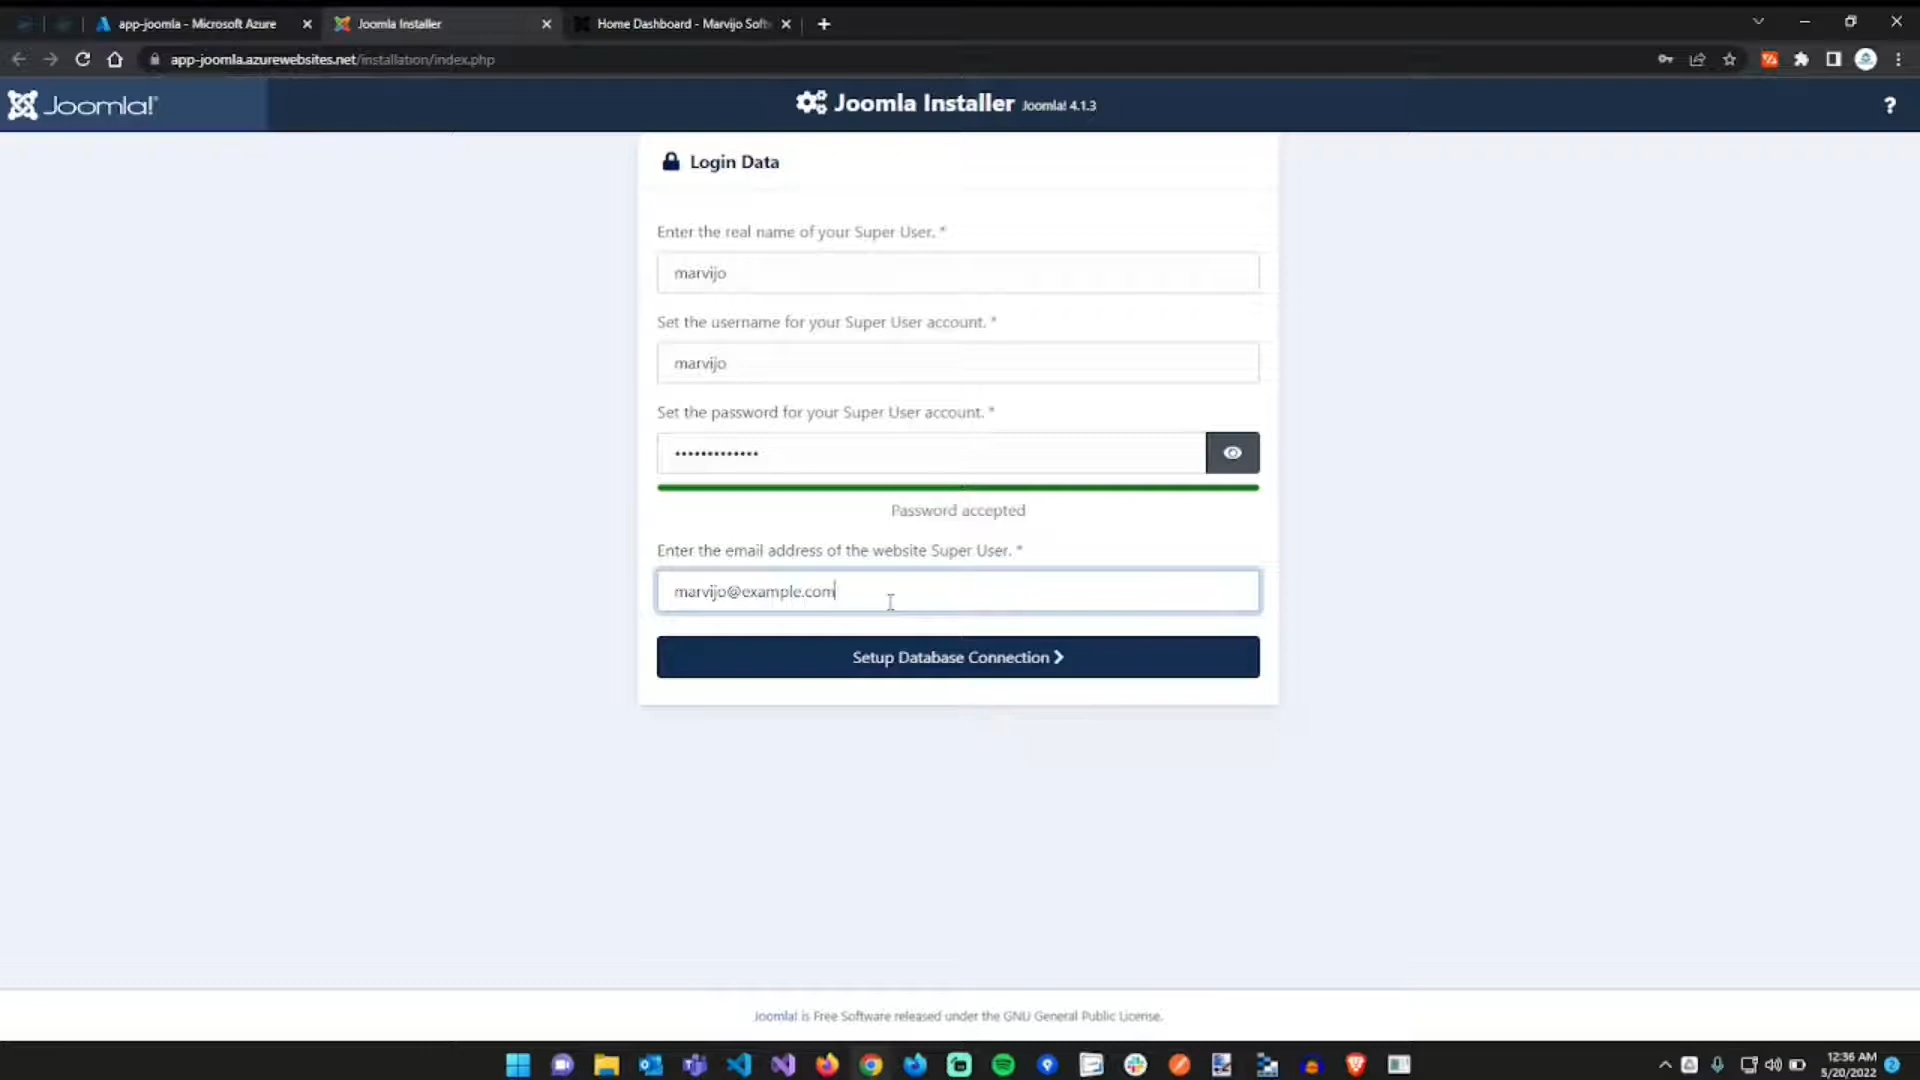 app-joomla - Microsoft Azure
Joomla Installer
Home Dashboard - Marvijo Soft
app-joomla.azurewebsites.net/installation/index.php
Joomla!
Joomla Installer Joomla! 4.1.3
?
Login Data
Enter the real name of your Super User. *
marvijo
Set the username for your Super User account. *
marvijo
Set the password for your Super User account. *
•••••••••••••
Password accepted
Enter the email address of the website Super User. *
marvijo@example.com
Setup Database Connection
Joomla! is Free Software released under the GNU General Public License.
12:36 AM
5/20/2022
2